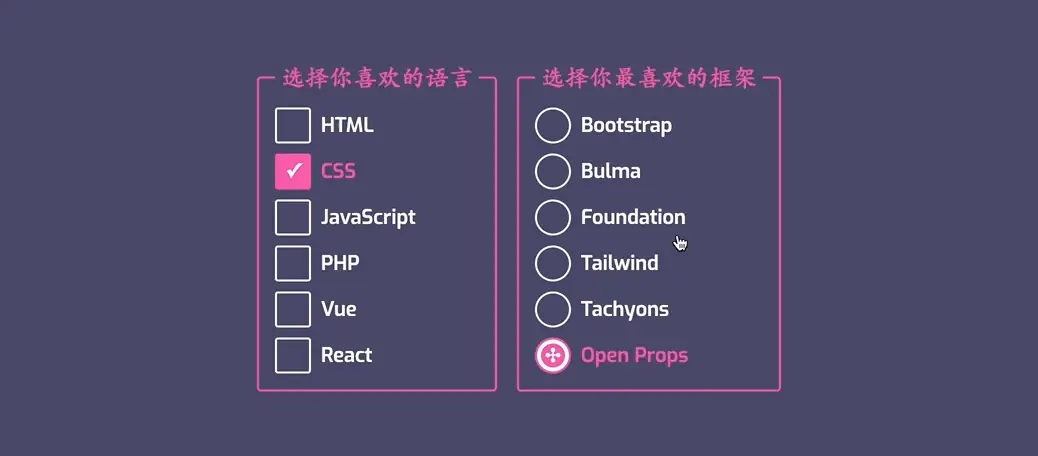 选择你喜欢的语言
HTML
CSS
JavaScript
PHP
Vue
React
选择你最喜欢的框架
Bootstrap
Bulma
Foundation
Tailwind
Tachyons
Open Props